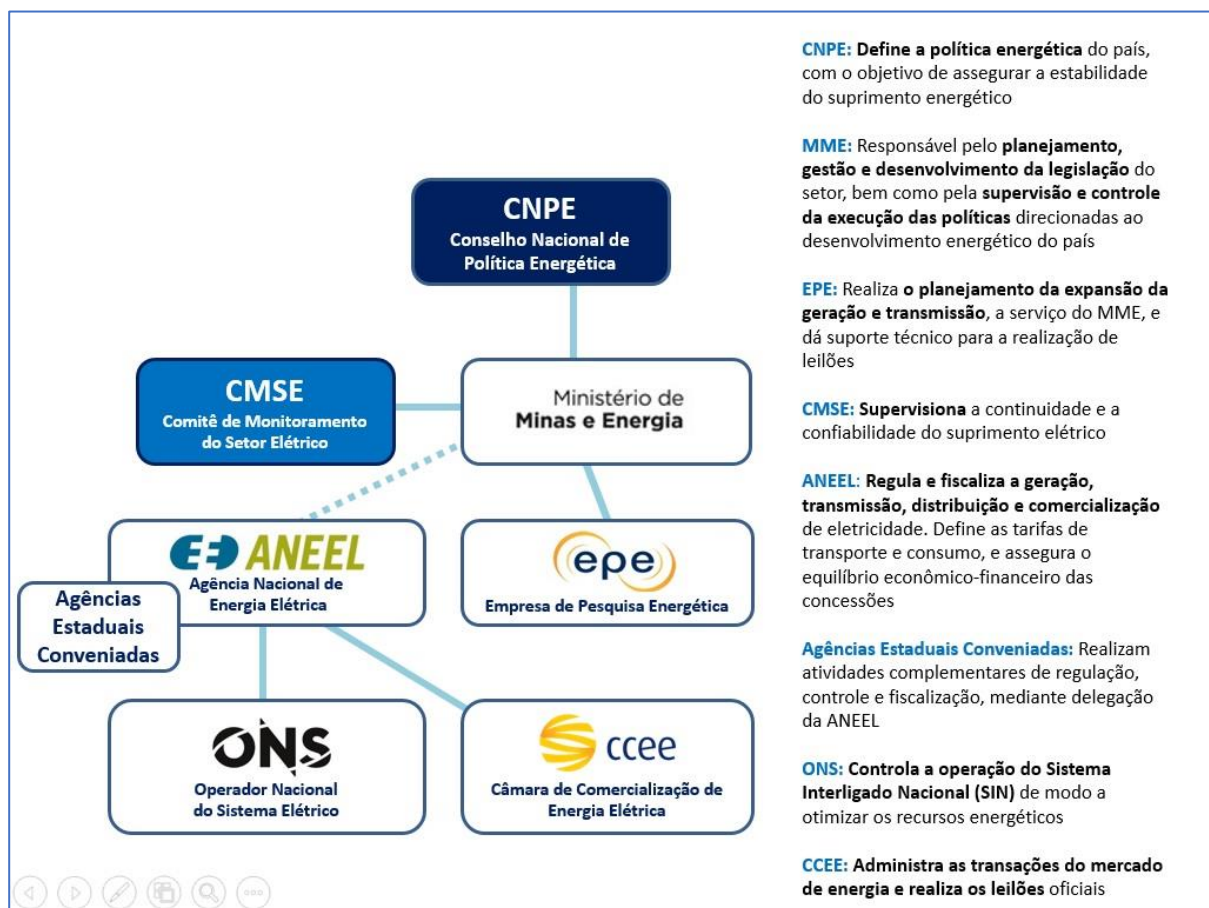 CNPE
Conselho Nacional de
Política Energética
CMSE
Comitê de Monitoramento
do Setor Elétrico
Ministério de
Minas e Energia
ANEEL
Agência Nacional de
Energia Elétrica
Agências
Estaduais
Conveniadas
epe
Empresa de Pesquisa Energética
ONS
Operador Nacional
do Sistema Elétrico
ccee
Câmara de Comercialização de
Energia Elétrica
CNPE: Define a política energética do país,
com o objetivo de assegurar a estabilidade
do suprimento energético
MME: Responsável pelo planejamento,
gestão e desenvolvimento da legislação do
setor, bem como pela supervisão e controle
da execução das políticas direcionadas ao
desenvolvimento energético do país
EPE: Realiza o planejamento da expansão da
geração e transmissão, a serviço do MME, e
dá suporte técnico para a realização de
leilões
CMSE: Supervisiona a continuidade e a
confiabilidade do suprimento elétrico
ANEEL: Regula e fiscaliza a geração,
transmissão, distribuição e comercialização
de eletricidade. Define as tarifas de
transporte e consumo, e assegura o
equilíbrio econômico-financeiro das
concessões
Agências Estaduais Conveniadas: Realizam
atividades complementares de regulação,
controle e fiscalização, mediante delegação
da ANEEL
ONS: Controla a operação do Sistema
Interligado Nacional (SIN) de modo a
otimizar os recursos energéticos
CCEE: Administra as transações do mercado
de energia e realiza os leilões oficiais